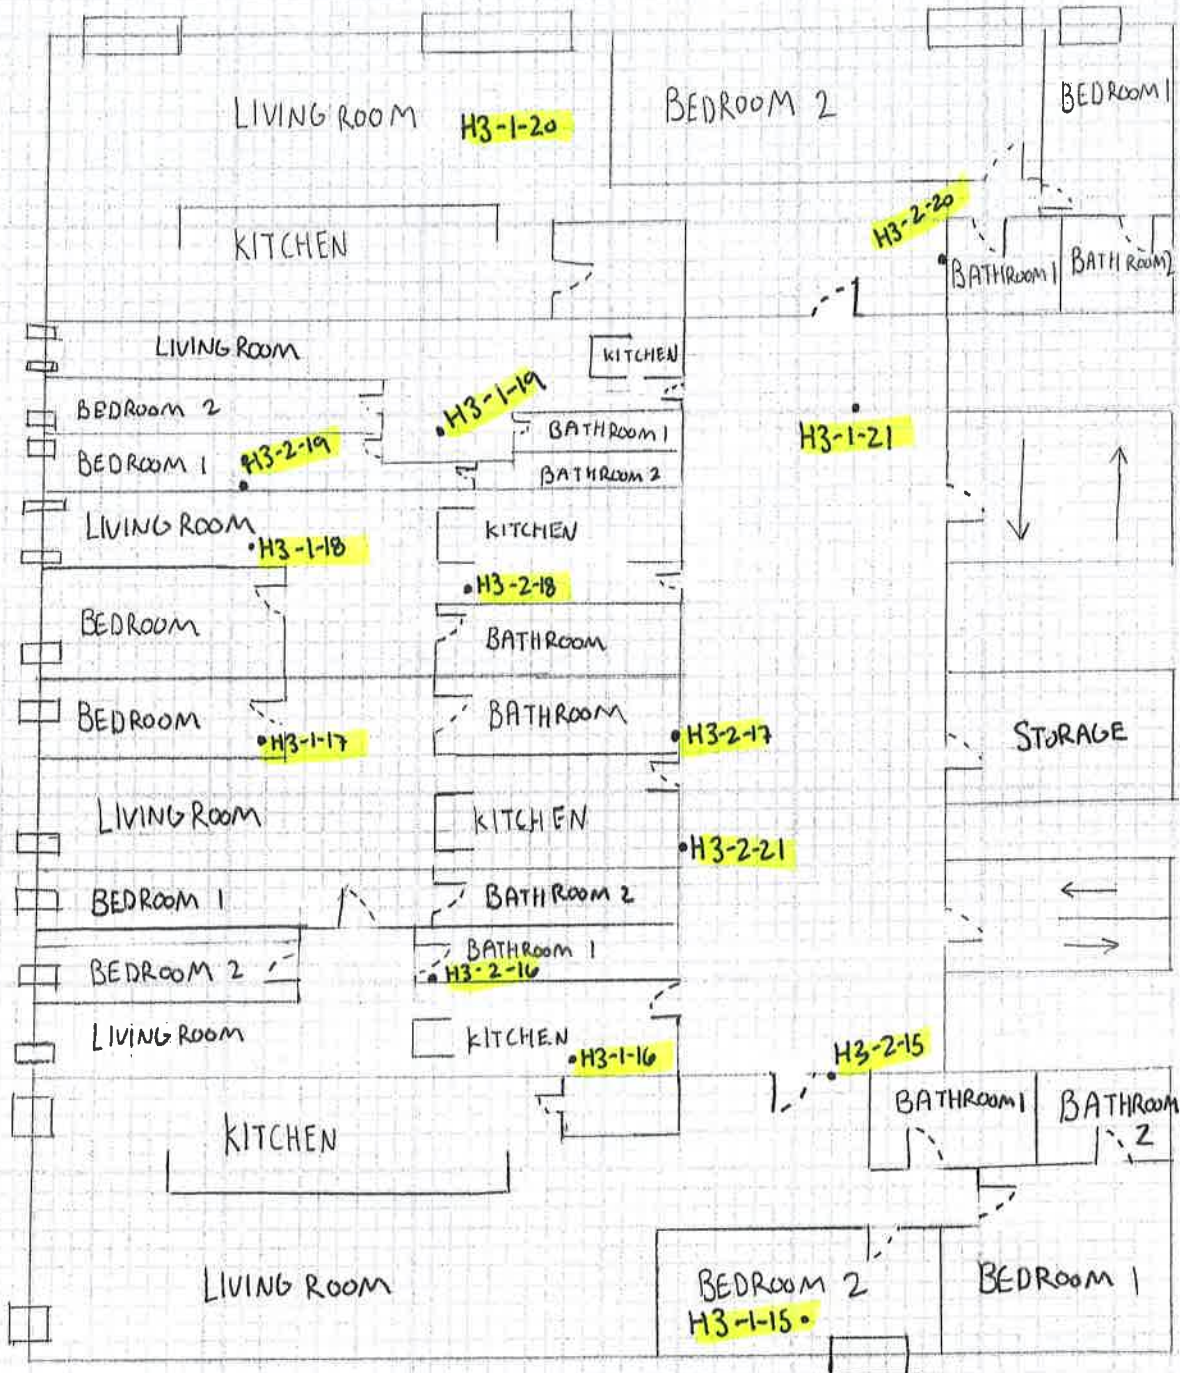 LIVING ROOM
H3-1-20
BEDROOM 2
BEDROOM 1
H3-2-20
KITCHEN
BATHROOM 1
BATHROOM 2
LIVING ROOM
KITCHEN
BEDROOM 2
H3-1-19
BATHROOM 1
H3-1-21
BEDROOM 1
H3-2-19
BATHROOM 2
LIVING ROOM
H3-1-18
KITCHEN
H3-2-18
BEDROOM
BATHROOM
BEDROOM
H3-1-17
BATHROOM
H3-2-17
STORAGE
LIVING ROOM
KITCHEN
H3-2-21
BEDROOM 1
BATHROOM 2
BEDROOM 2
BATHROOM 1
H3-2-16
LIVING ROOM
KITCHEN
H3-1-16
H3-2-15
BATHROOM 1
BATHROOM
2
KITCHEN
LIVING ROOM
BEDROOM 2
H3-1-15
BEDROOM 1